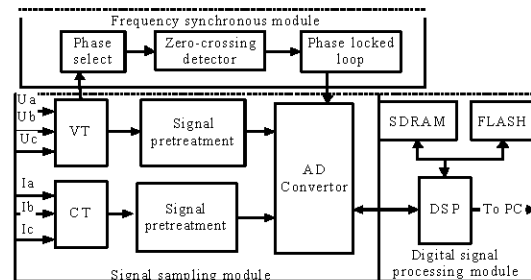 Frequency synchronous module
Phase select
Zero-crossing detector
Phase locked loop
Ua
Ub
Uc
VT
Signal pretreatment
AD Convertor
SDRAM
FLASH
Ia
Ib
Ic
CT
Signal pretreatment
DSP
To PC
Signal sampling module
Digital signal processing module